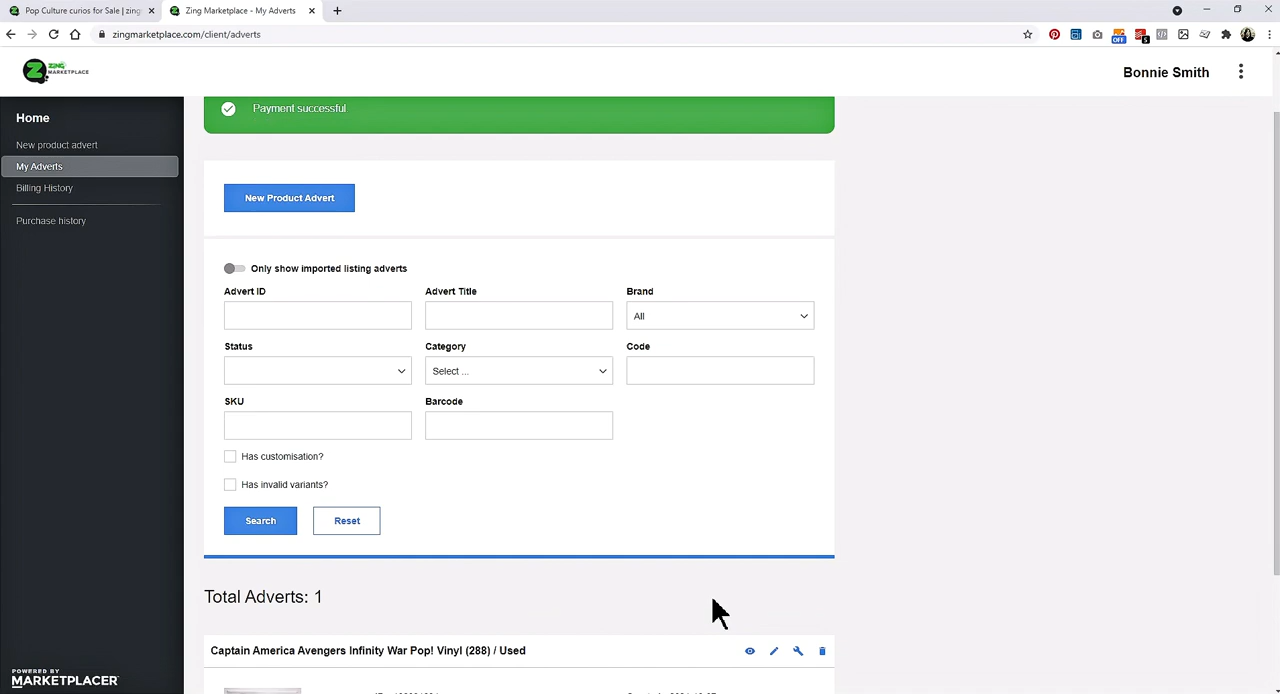 Pop Culture curios for Sale | zing
Zing Marketplace - My Adverts
zingmarketplace.com/client/adverts
OFF
5
Z ZING MARKETPLACE
Bonnie Smith
Home
New product advert
My Adverts
Billing History
Purchase history
Payment successful
New Product Advert
Only show imported listing adverts
Advert ID
Advert Title
Brand
All
Status
Category
Code
Select ...
SKU
Barcode
Has customisation?
Has invalid variants?
Search
Reset
Total Adverts: 1
Captain America Avengers Infinity War Pop! Vinyl (288) / Used
POWERED BY
MARKETPLACER